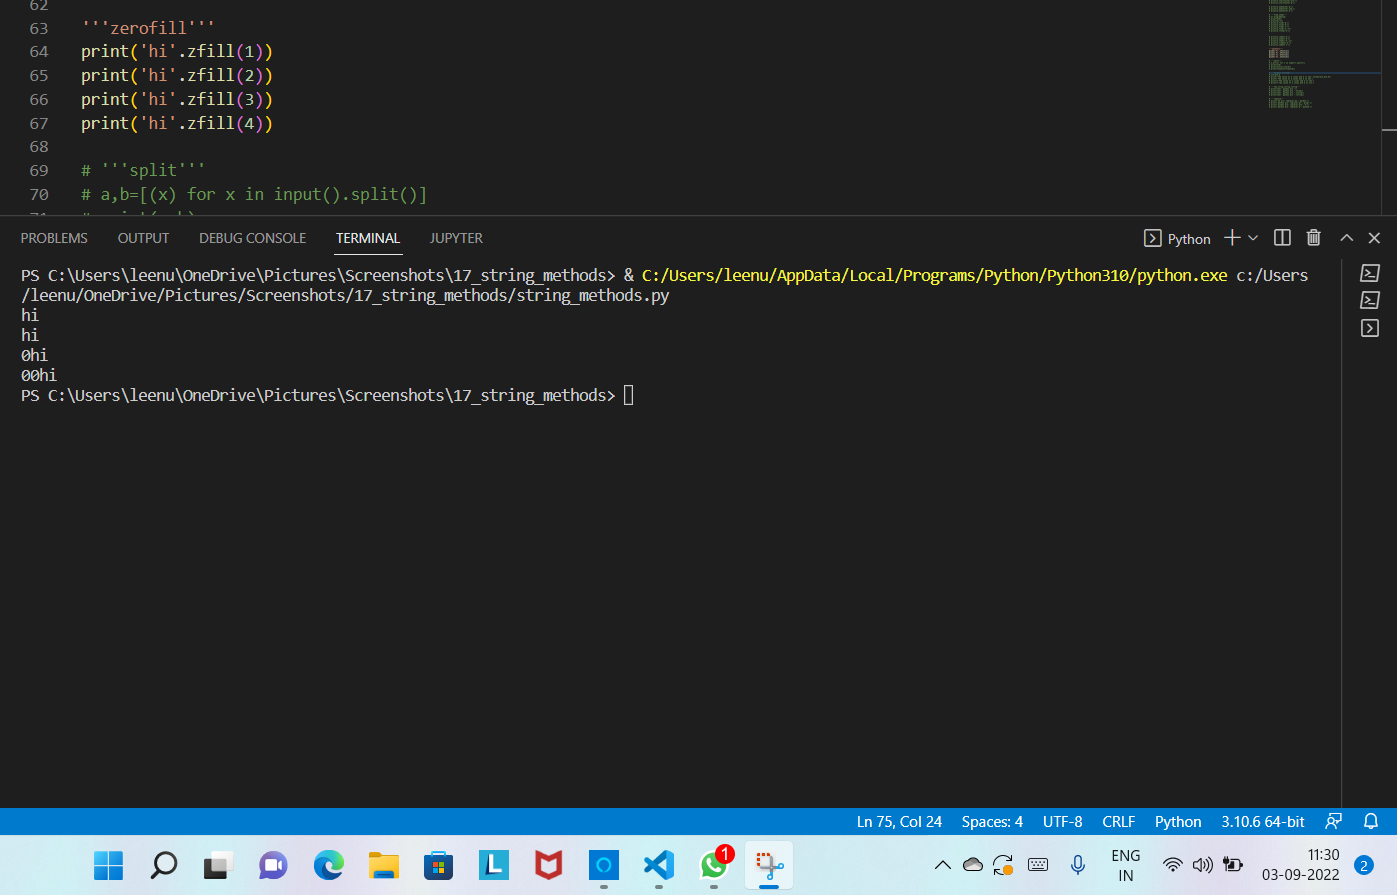 62
63 '''zerofill'''
64 print('hi'.zfill(1))
65 print('hi'.zfill(2))
66 print('hi'.zfill(3))
67 print('hi'.zfill(4))
68
69 # '''split'''
70 # a,b=[(x) for x in input().split()]
PROBLEMS OUTPUT DEBUG CONSOLE TERMINAL JUPYTER Python
PS C:\Users\leenu\OneDrive\Pictures\Screenshots\17_string_methods> & C:/Users/leenu/AppData/Local/Programs/Python/Python310/python.exe c:/Users
/leenu/OneDrive/Pictures/Screenshots/17_string_methods/string_methods.py
hi
hi
0hi
00hi
PS C:\Users\leenu\OneDrive\Pictures\Screenshots\17_string_methods>
Ln 75, Col 24 Spaces: 4 UTF-8 CRLF Python 3.10.6 64-bit
L 1 ENG 11:30
IN 03-09-2022 2